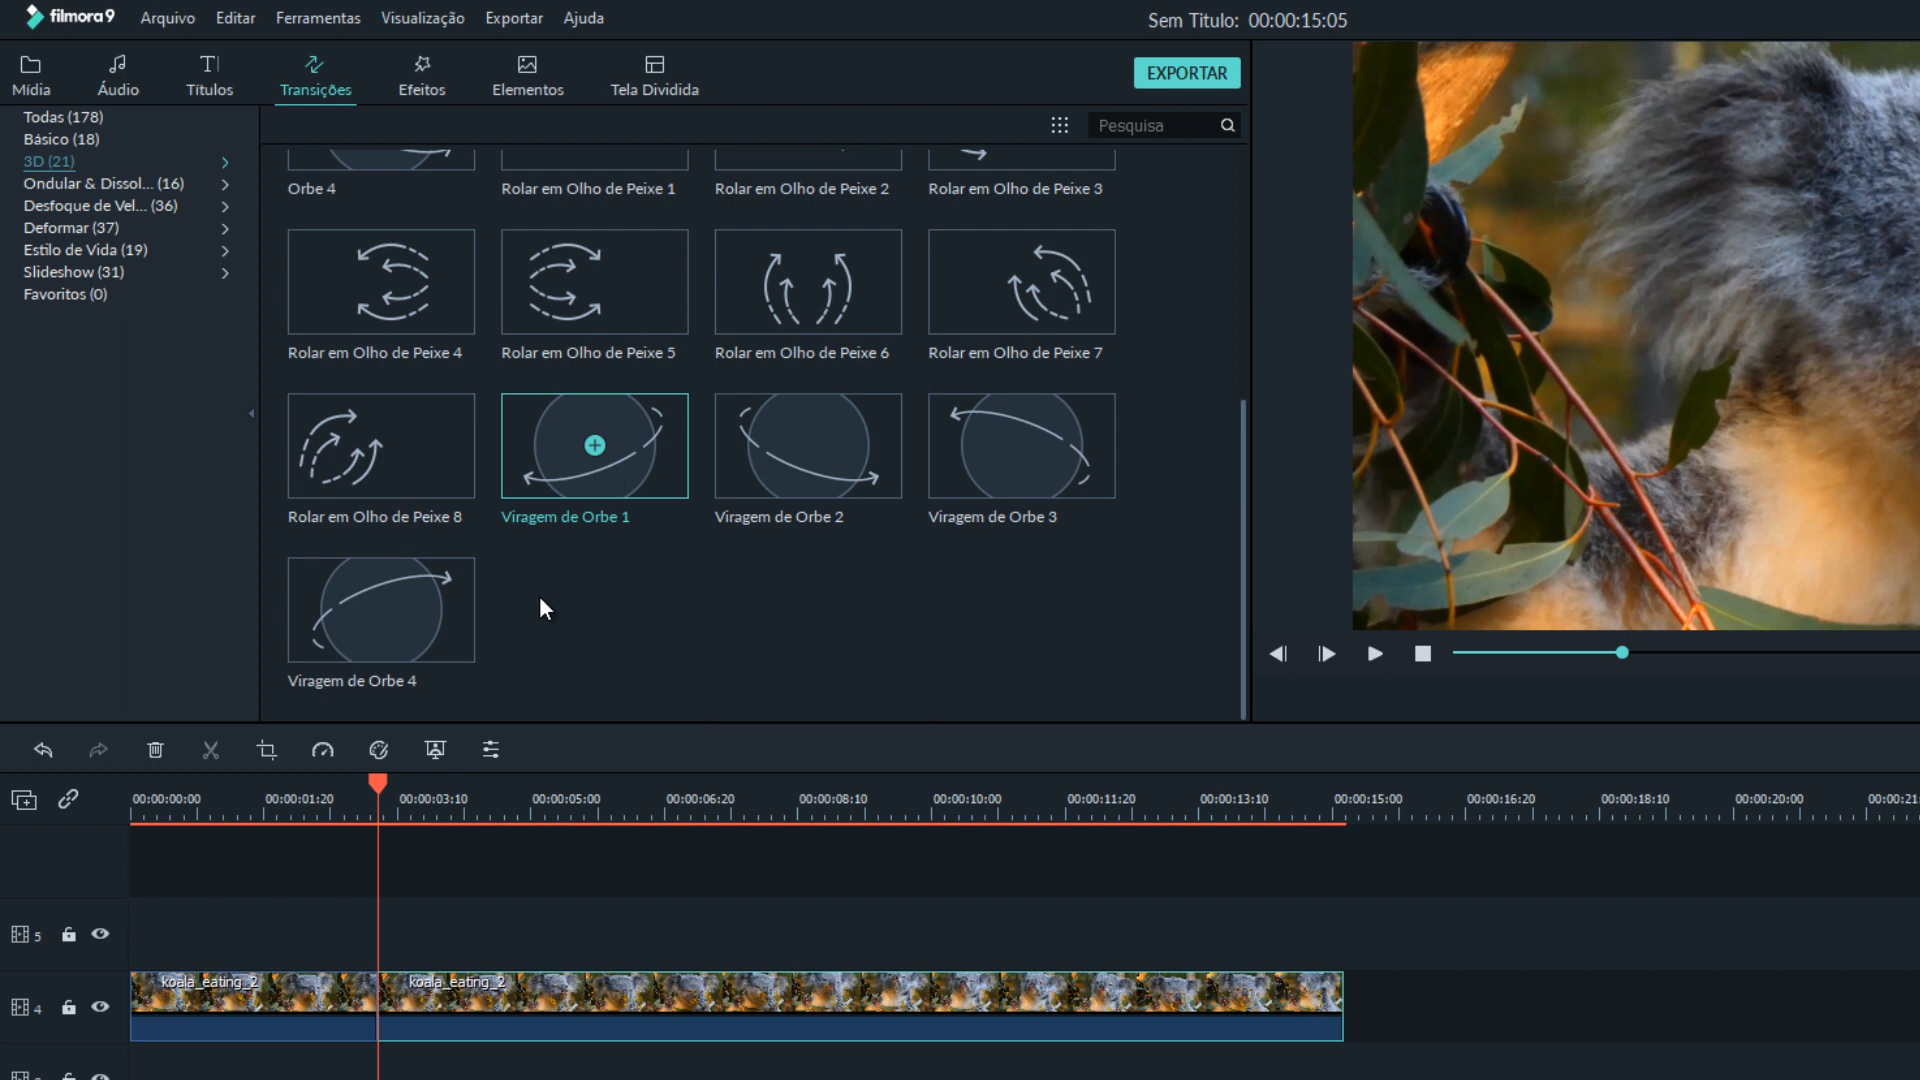 filmora9 Arquivo Editar Ferramentas Visualização Exportar Ajuda
Sem Titulo: 00:00:15:05
Mídia Áudio Títulos Transições Efeitos Elementos Tela Dividida
EXPORTAR
Todas (178)
Básico (18)
3D (21)
Ondular & Dissol... (16)
Desfoque de Vel... (36)
Deformar (37)
Estilo de Vida (19)
Slideshow (31)
Favoritos (0)
Pesquisa
Orbe 4 Rolar em Olho de Peixe 1 Rolar em Olho de Peixe 2 Rolar em Olho de Peixe 3
Rolar em Olho de Peixe 4 Rolar em Olho de Peixe 5 Rolar em Olho de Peixe 6 Rolar em Olho de Peixe 7
Rolar em Olho de Peixe 8 Viragem de Orbe 1 Viragem de Orbe 2 Viragem de Orbe 3
Viragem de Orbe 4
00:00:00:00 00:00:01:20 00:00:03:10 00:00:05:00 00:00:06:20 00:00:08:10 00:00:10:00 00:00:11:20 00:00:13:10 00:00:15:00 00:00:16:20 00:00:18:10 00:00:20:00 00:00:21:
5
koala_eating_2 koala_eating_2
4